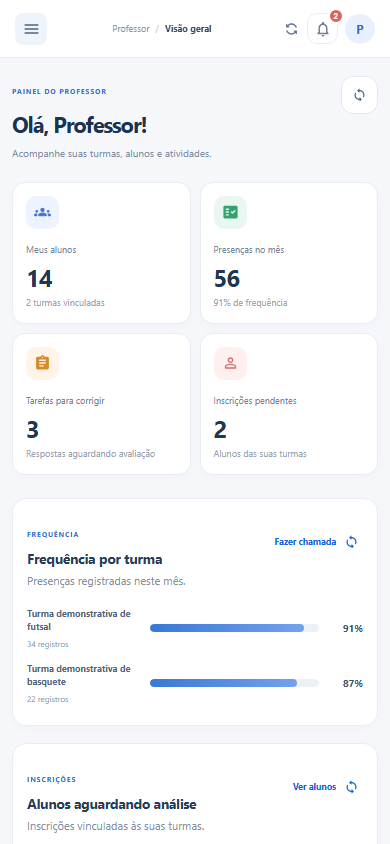 Professor / Visão geral
2
P
PAINEL DO PROFESSOR
Olá, Professor!
Acompanhe suas turmas, alunos e atividades.
Meus alunos
14
2 turmas vinculadas
Presenças no mês
56
91% de frequência
Tarefas para corrigir
3
Respostas aguardando avaliação
Inscrições pendentes
2
Alunos das suas turmas
FREQUÊNCIA
Fazer chamada
Frequência por turma
Presenças registradas neste mês.
Turma demonstrativa de
futsal
34 registros
91%
Turma demonstrativa de
basquete
22 registros
87%
INSCRIÇÕES
Ver alunos
Alunos aguardando análise
Inscrições vinculadas às suas turmas.